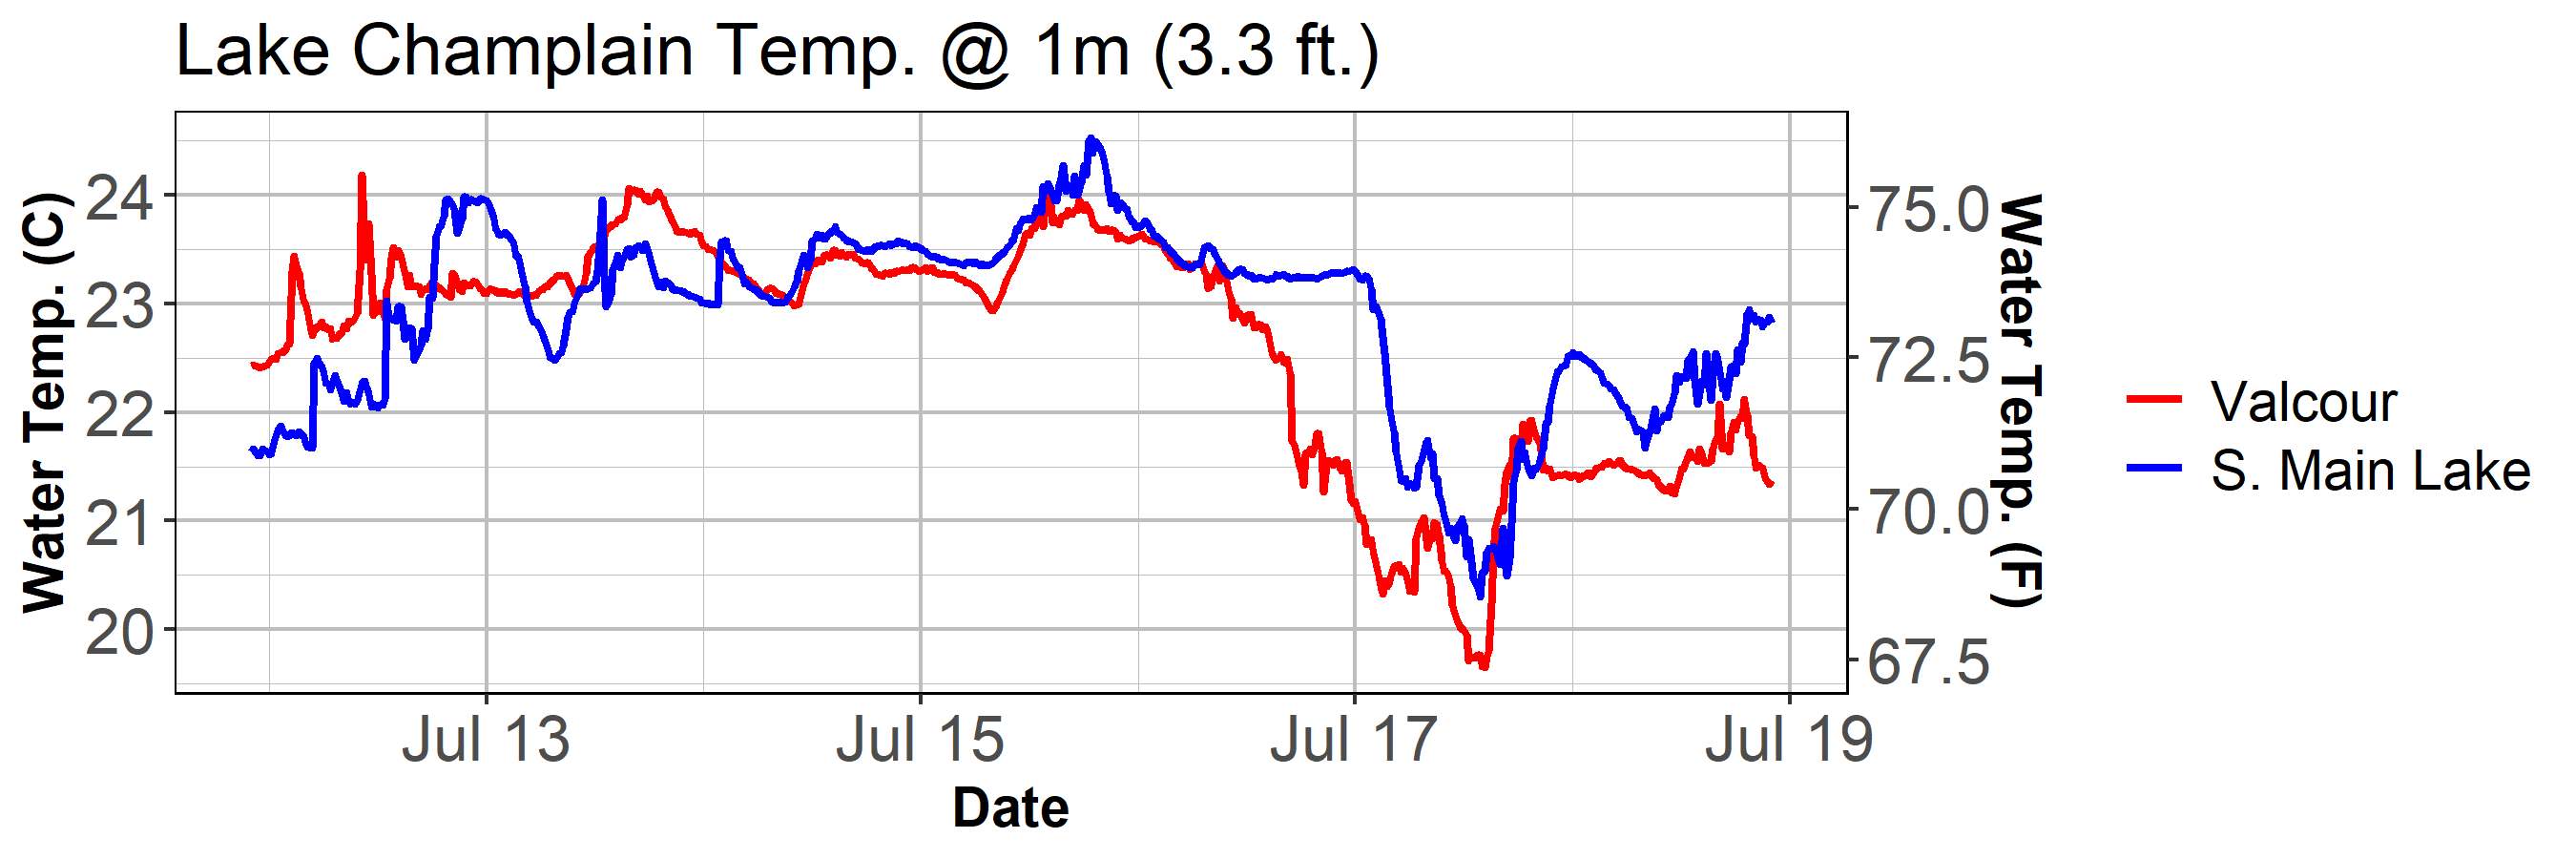 Lake Champlain Temp. @ 1m (3.3 ft.)
Water Temp. (C)
24
23
22
21
20
75.0
72.5
70.0
67.5
Water Temp. (F)
Jul 13
Jul 15
Jul 17
Jul 19
Date
Valcour
S. Main Lake